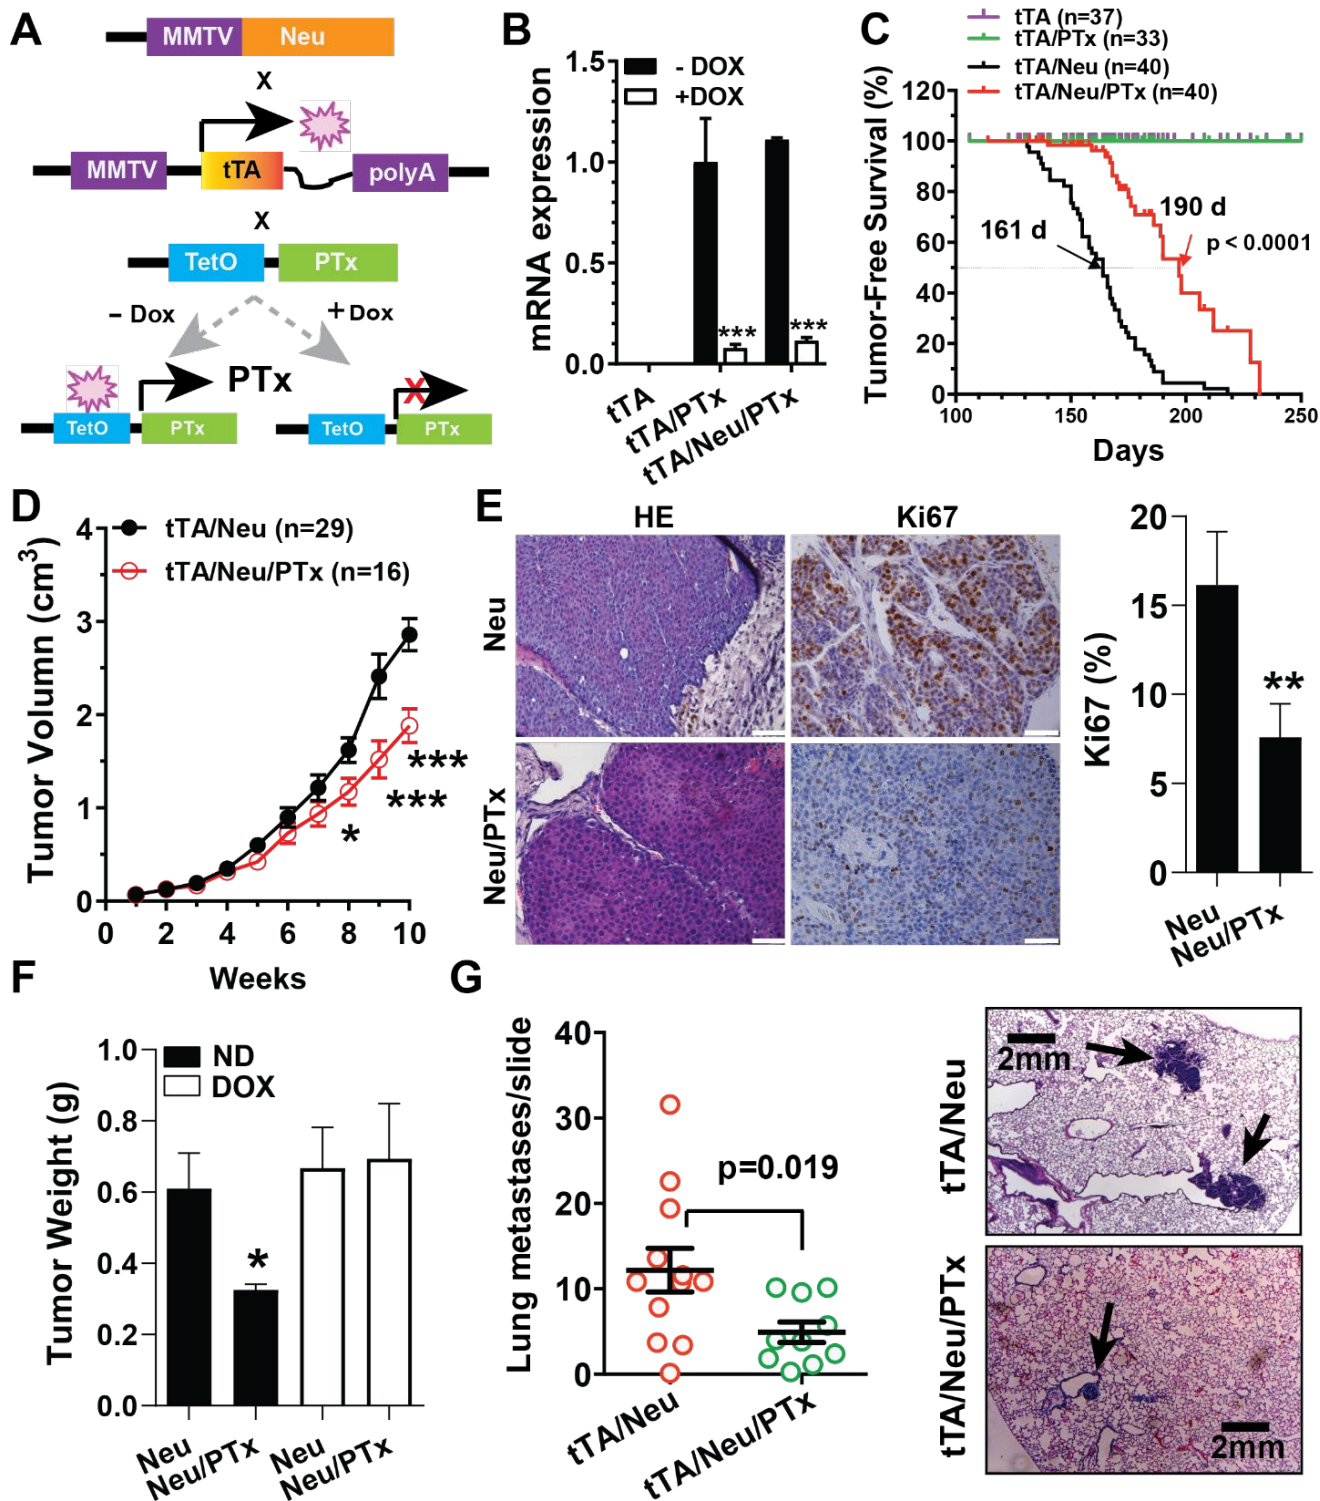 A
MMTV Neu
X
MMTV tTA polyA
X
TetO PTx
- Dox +Dox
PTx
X
TetO PTx TetO PTx
B
- DOX
+DOX
mRNA expression
1.5
1.0
0.5
0.0
*** ***
tTA
tTA/PTx
tTA/Neu/PTx
C
tTA (n=37)
tTA/PTx (n=33)
tTA/Neu (n=40)
tTA/Neu/PTx (n=40)
Tumor-Free Survival (%)
120
100
80
60
40
20
0
161 d
190 d
p < 0.0001
100 150 200 250
Days
D
tTA/Neu (n=29)
tTA/Neu/PTx (n=16)
Tumor Volumn (cm3)
4
3
2
1
0
***
***
*
0 2 4 6 8 10
Weeks
E
HE Ki67
Neu
Neu/PTx
Ki67 (%)
20
15
10
5
0
**
Neu
Neu/PTx
F
ND
DOX
Tumor Weight (g)
1.0
0.8
0.6
0.4
0.2
0.0
*
Neu
Neu/PTx
Neu
Neu/PTx
G
Lung metastases/slide
40
30
20
10
0
p=0.019
tTA/Neu
tTA/Neu/PTx
tTA/Neu
2mm
tTA/Neu/PTx
2mm